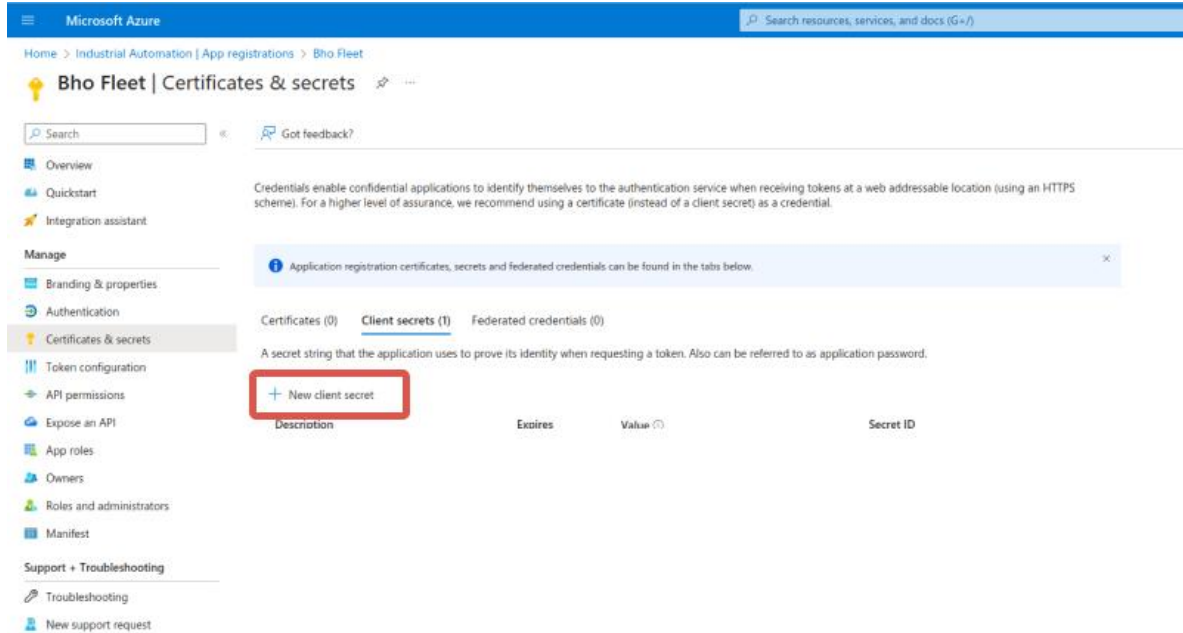 Microsoft Azure
Search resources, services, and docs (G+/)
Home > Industrial Automation | App registrations > Bho Fleet
Bho Fleet | Certificates & secrets
Search
Got feedback?
Overview
Quickstart
Integration assistant
Credentials enable confidential applications to identify themselves to the authentication service when receiving tokens at a web addressable location (using an HTTPS
scheme). For a higher level of assurance, we recommend using a certificate (instead of a client secret) as a credential.
Manage
Branding & properties
Authentication
Certificates & secrets
Token configuration
API permissions
Expose an API
App roles
Owners
Roles and administrators
Manifest
Support + Troubleshooting
Troubleshooting
New support request
Application registration certificates, secrets and federated credentials can be found in the tabs below.
Certificates (0) Client secrets (1) Federated credentials (0)
A secret string that the application uses to prove its identity when requesting a token. Also can be referred to as application password.
New client secret
Description Expires Value Secret ID